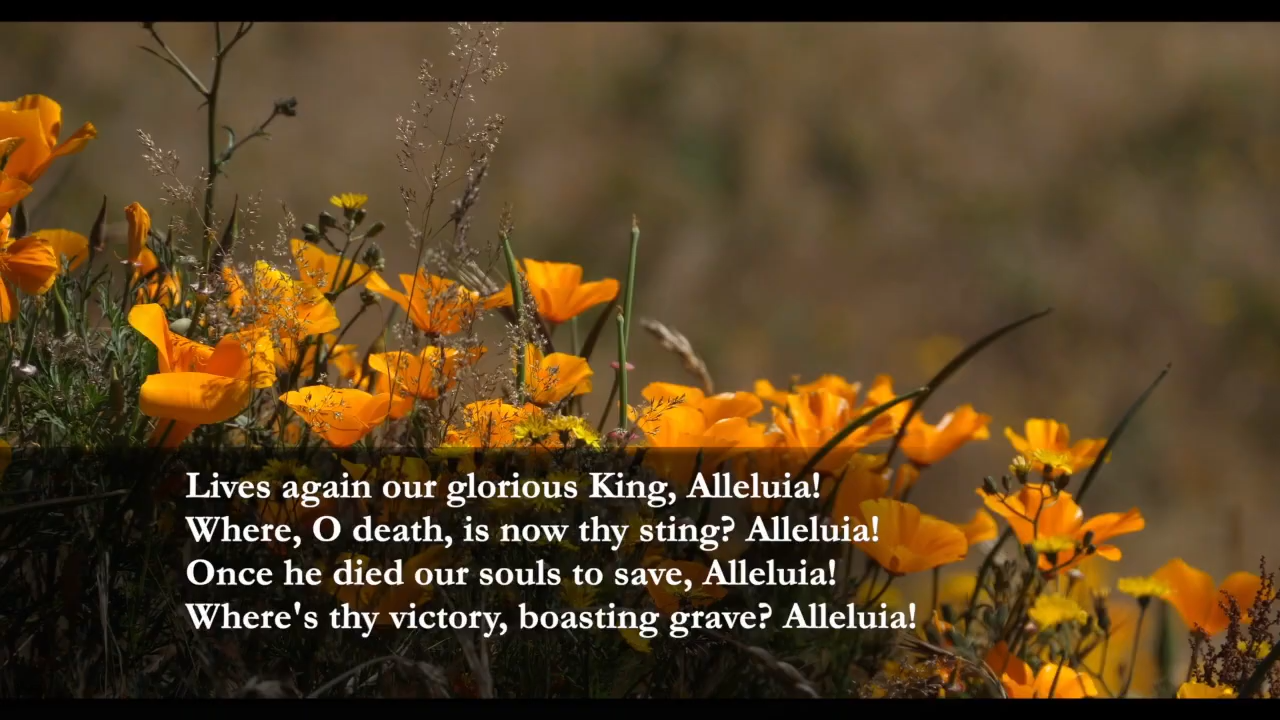 Lives again our glorious King, Alleluia!
Where, O death, is now thy sting? Alleluia!
Once he died our souls to save, Alleluia!
Where's thy victory, boasting grave? Alleluia!